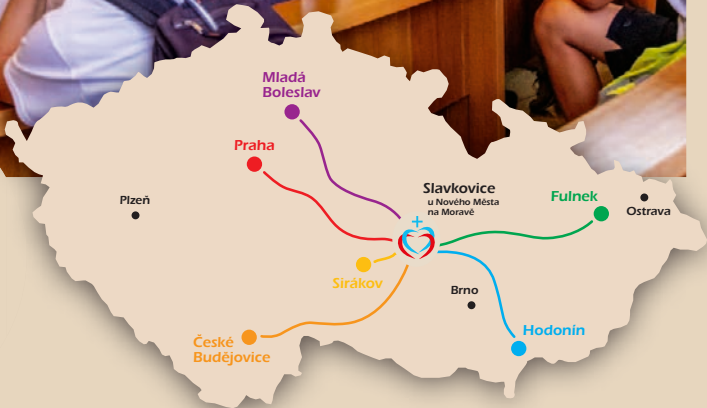 Mladá
Boleslav
Praha
Slavkovice
u Nového Města
na Moravě
Fulnek
Plzeň
Ostrava
Sirákov
Brno
České
Budějovice
Hodonín